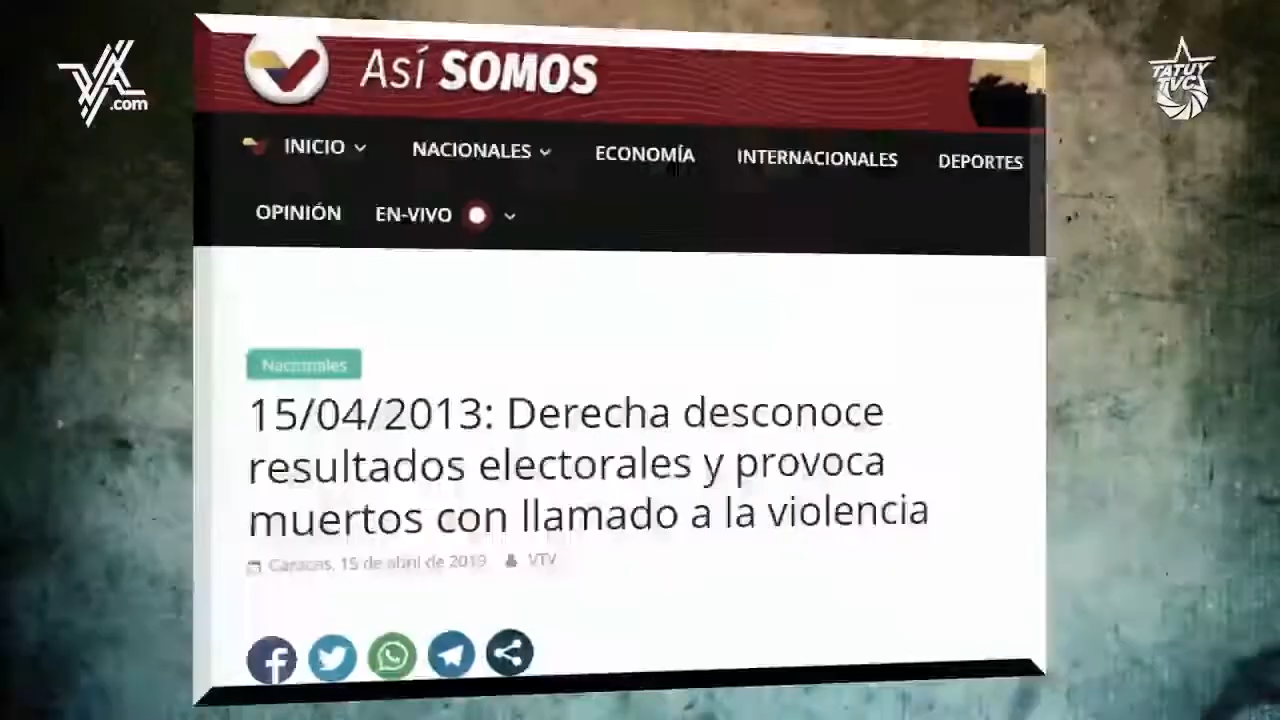 VA
.com
TATUY
TVC
Así SOMOS
INICIO
NACIONALES
ECONOMÍA
INTERNACIONALES
DEPORTES
OPINIÓN
EN-VIVO
Nacionales
15/04/2013: Derecha desconoce
resultados electorales y provoca
muertos con llamado a la violencia
Caracas, 15 de abril de 2019
VTV